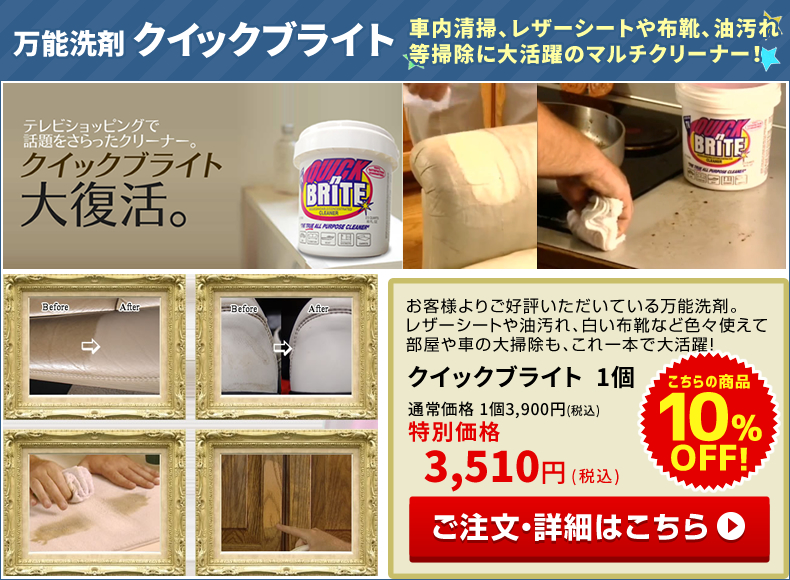 万能洗剤 クイックブライト
車内清掃、レザーシートや布靴、油汚れ
等掃除に大活躍のマルチクリーナー!
テレビショッピングで
話題をさらったクリーナー。
クイックブライト
大復活。
QUICK
n
BRITE
CLEANER
"THE TRUE ALL PURPOSE CLEANER"
QUICK
n
BRITE
CLEANER
Before
After
Before
After
お客様よりご好評いただいている万能洗剤。
レザーシートや油汚れ、白い布靴など色々使えて
部屋や車の大掃除も、これ一本で大活躍!
クイックブライト 1個
通常価格 1個3,900円(税込)
特別価格
3,510円(税込)
こちらの商品
10%
OFF!
ご注文・詳細はこちら